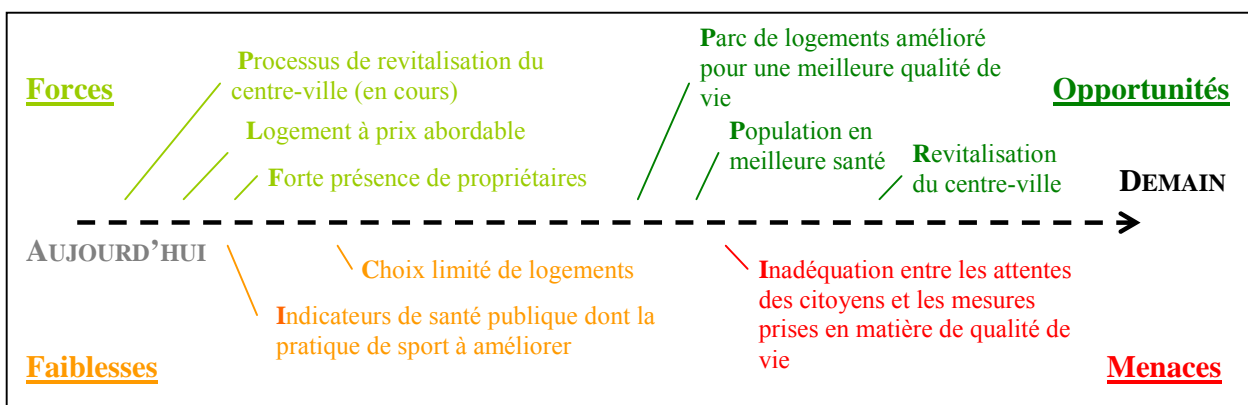 Forces
Processus de revitalisation du
centre-ville (en cours)
Logement à prix abordable
Forte présence de propriétaires
Parc de logements amélioré
pour une meilleure qualité de
vie
Population en
meilleure santé
Revitalisation
du centre-ville
Opportunités
DEMAIN
AUJOURD’HUI
Choix limité de logements
Indicateurs de santé publique dont la
pratique de sport à améliorer
Faiblesses
Inadéquation entre les attentes
des citoyens et les mesures
prises en matière de qualité de
vie
Menaces